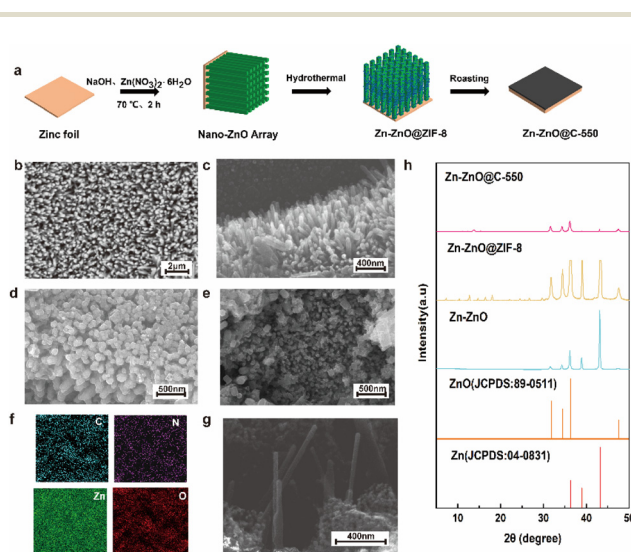 a
NaOH、Zn(NO₃)₂· 6H₂O
70 ℃、2 h
Hydrothermal
Roasting
Zinc foil
Nano-ZnO Array
Zn-ZnO@ZIF-8
Zn-ZnO@C-550
b
2μm
c
400nm
d
500nm
e
500nm
f
C
N
Zn
O
g
400nm
h
Zn-ZnO@C-550
Zn-ZnO@ZIF-8
Zn-ZnO
ZnO(JCPDS:89-0511)
Zn(JCPDS:04-0831)
Intensity(a.u)
10 20 30 40 50
2θ (degree)